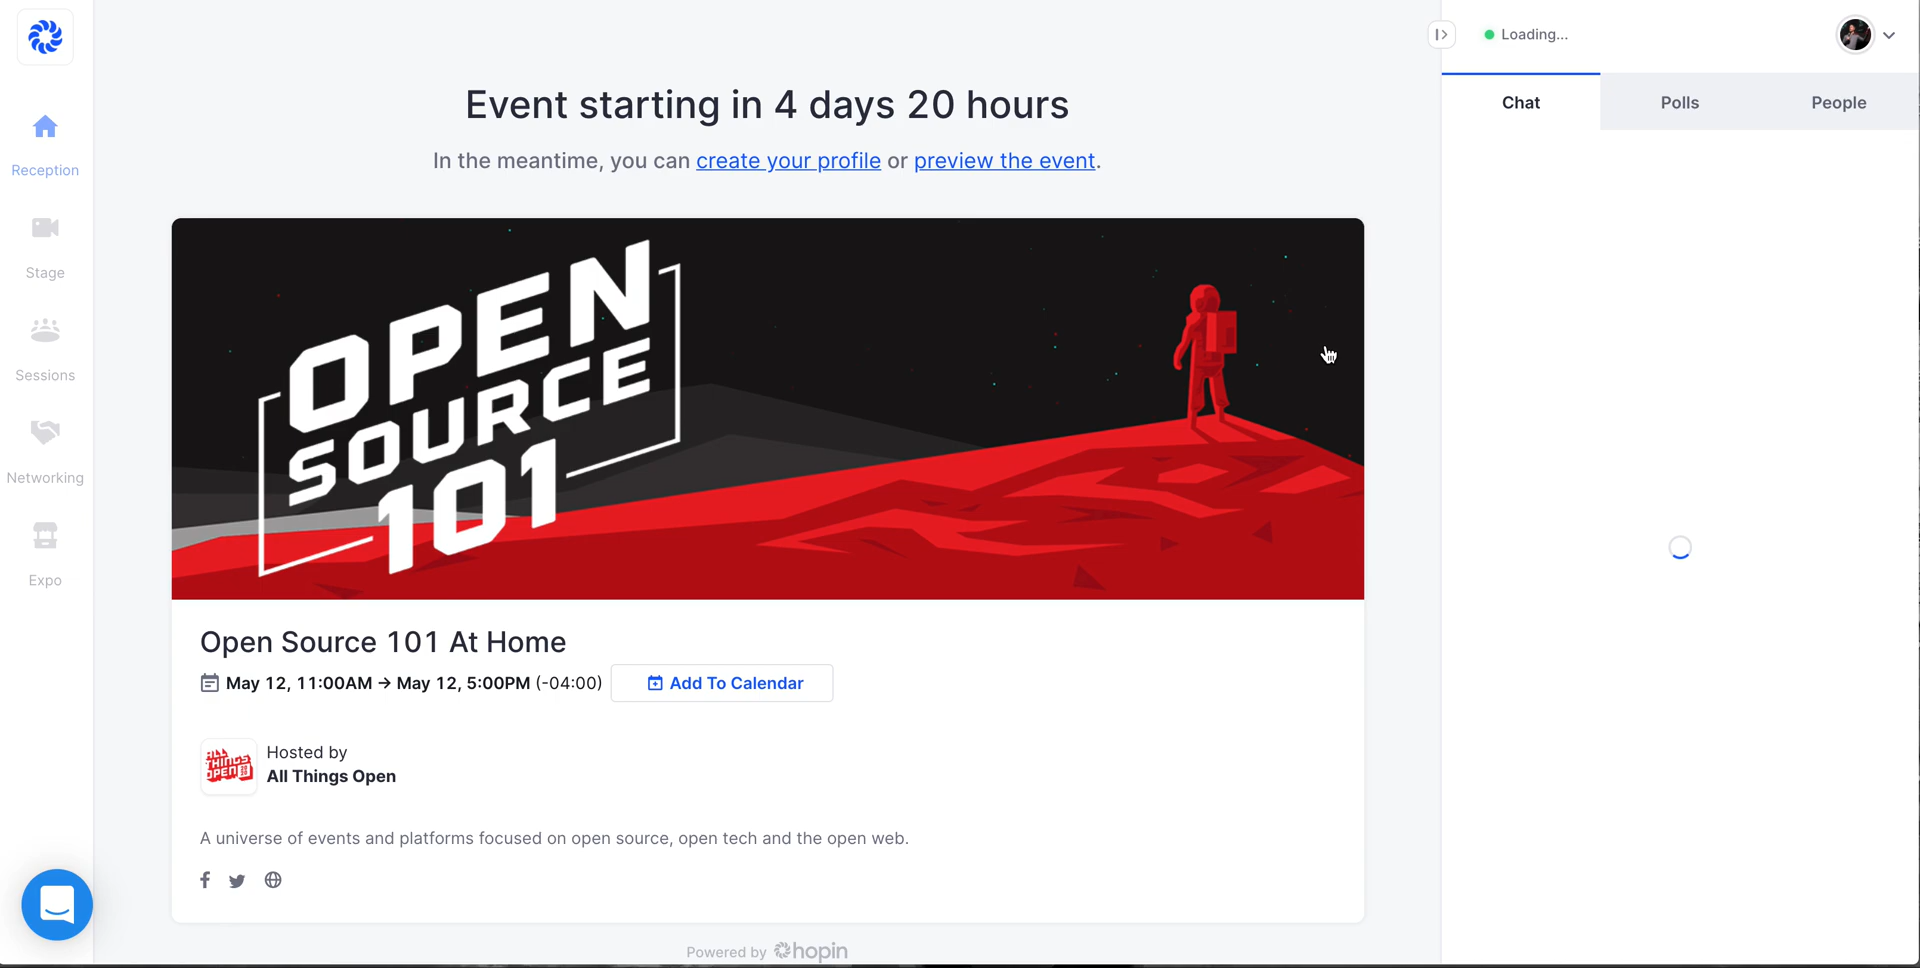 Reception
Stage
Sessions
Networking
Expo
Event starting in 4 days 20 hours
In the meantime, you can create your profile or preview the event.
OPEN
SOURCE
101
Open Source 101 At Home
May 12, 11:00AM → May 12, 5:00PM (-04:00)
Add To Calendar
ALL
THINGS
OPEN
Hosted by
All Things Open
A universe of events and platforms focused on open source, open tech and the open web.
Powered by hopin
Loading...
Chat
Polls
People